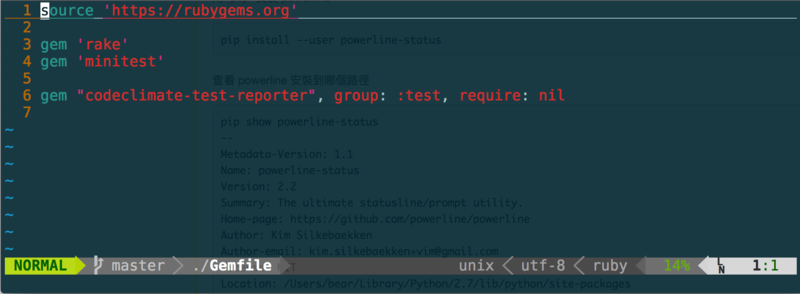 1 source 'https://rubygems.org'
2
3 gem 'rake'
4 gem 'minitest'
5
6 gem "codeclimate-test-reporter", group: :test, require: nil
7
~
~
~
~
~
~
~
~
NORMAL master ./Gemfile unix utf-8 ruby 14% LN 1:1
pip install --user powerline-status
查看 powerline 安裝到哪個路徑
pip show powerline-status
--
Metadata-Version: 1.1
Name: powerline-status
Version: 2.2
Summary: The ultimate statusline/prompt utility.
Home-page: https://github.com/powerline/powerline
Author: Kim Silkebaekken
Author-email: kim.silkebaekken+vim@gmail.com
Location: /Users/bear/Library/Python/2.7/lib/python/site-packages